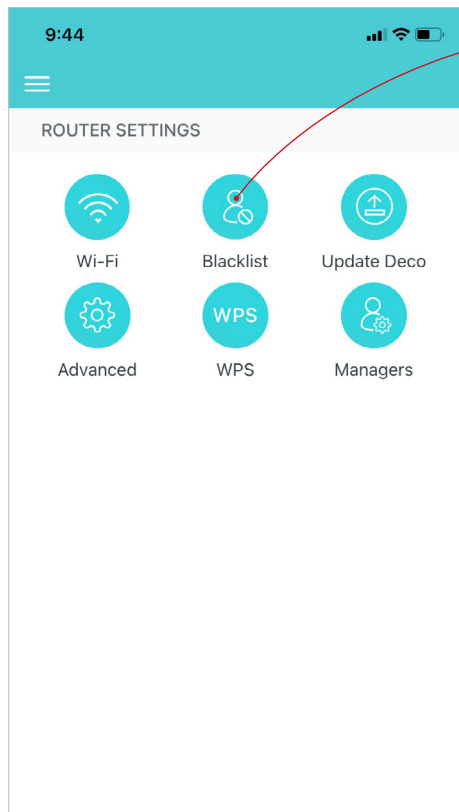 9:44
ROUTER SETTINGS
Wi-Fi Blacklist Update Deco
WPS
Advanced WPS Managers